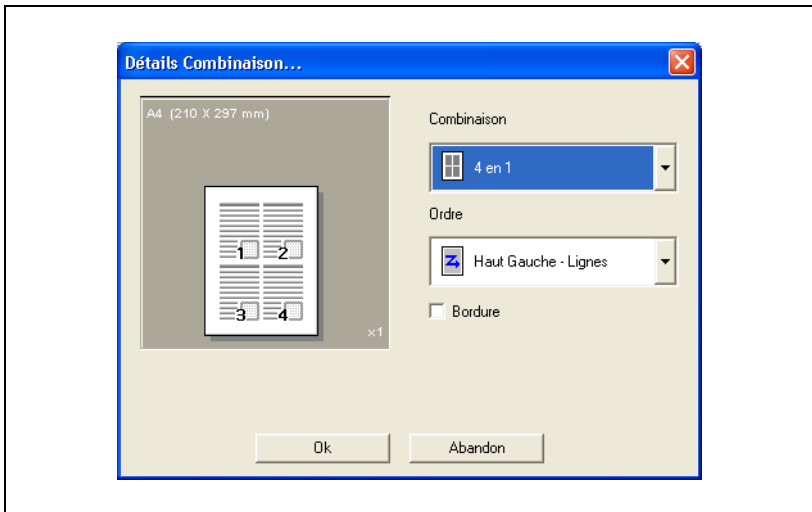 Détails Combinaison...
A4 (210 X 297 mm)
1 2
3 4
x1
Combinaison
4 en 1
Ordre
Haut Gauche - Lignes
Bordure
Ok
Abandon